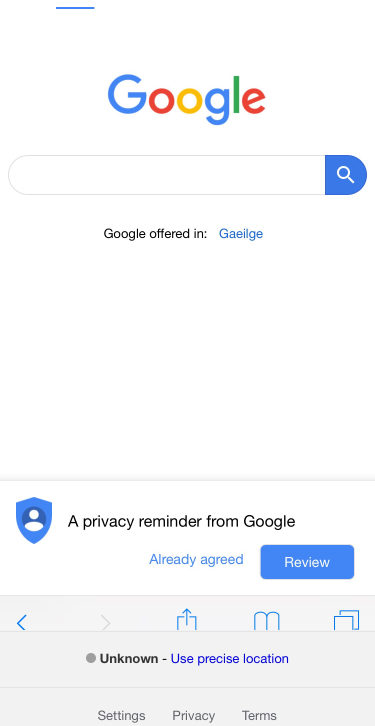 Google
Google offered in: Gaeilge
A privacy reminder from Google
Already agreed Review
Unknown - Use precise location
Settings Privacy Terms